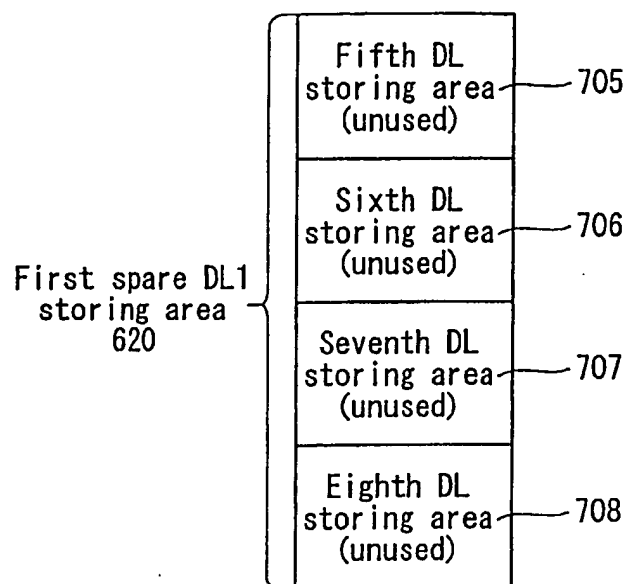 Fifth DL
storing area
(unused)
705
Sixth DL
storing area
(unused)
706
First spare DL1
storing area
620
Seventh DL
storing area
(unused)
707
Eighth DL
storing area
(unused)
708